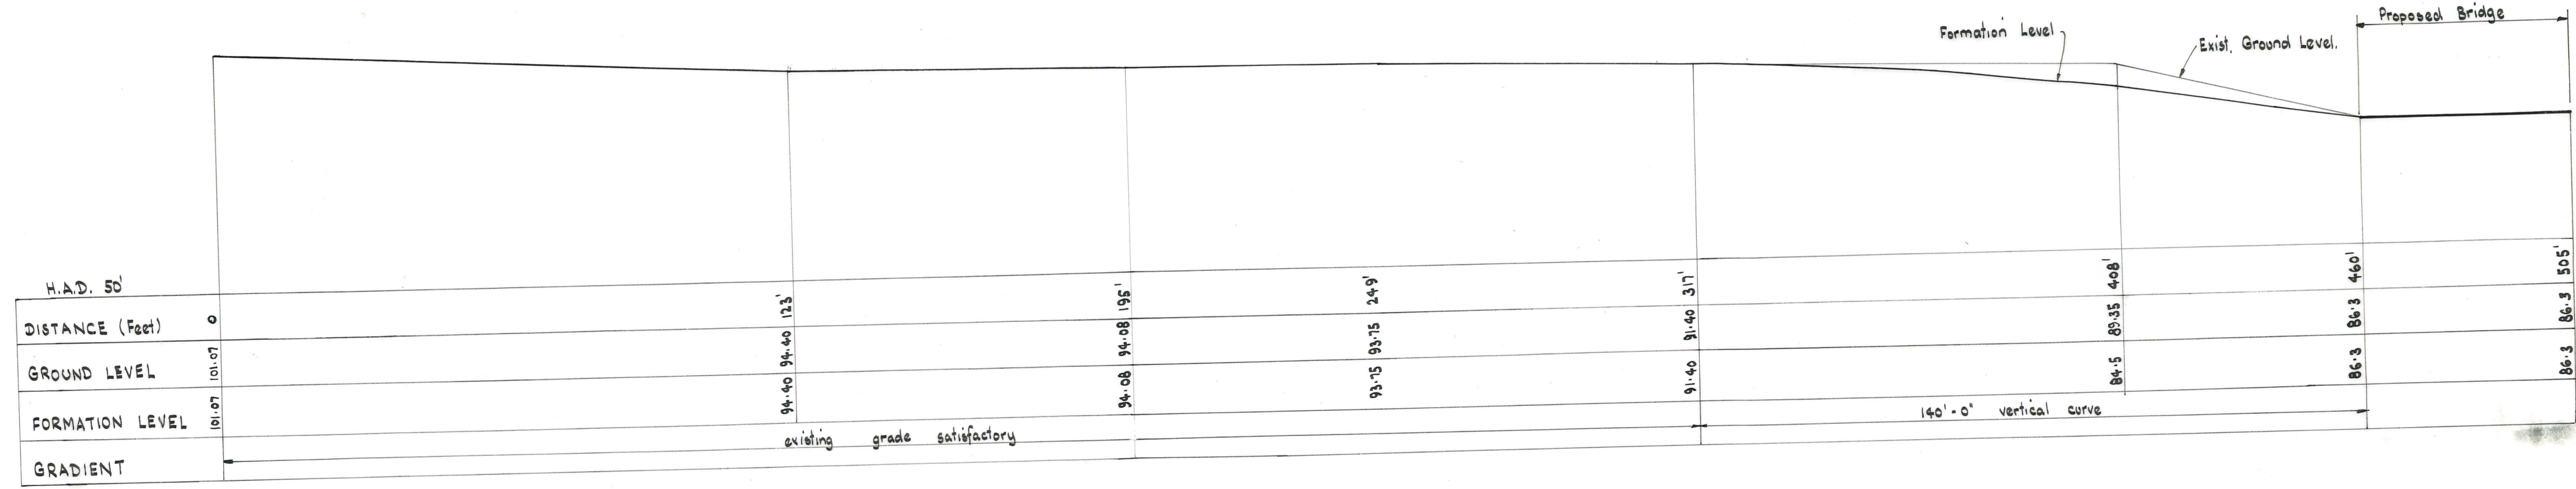 Proposed Bridge
Formation Level
Exist. Ground Level.
H.A.D. 50'
DISTANCE (Feet) 0 123' 195' 249' 317' 408' 460' 505'
GROUND LEVEL 101.07 94.40 94.08 93.75 91.40 89.35 86.3 86.3
FORMATION LEVEL 101.07 94.40 94.08 93.75 91.40 84.5 86.3 86.3
GRADIENT existing grade satisfactory 140'-0" vertical curve